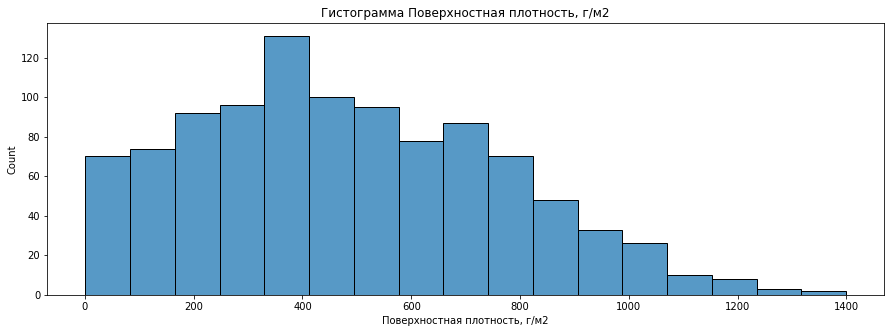 Гистограмма Поверхностная плотность, г/м2
120
100
80
60
40
20
0
Count
0 200 400 600 800 1000 1200 1400
Поверхностная плотность, г/м2